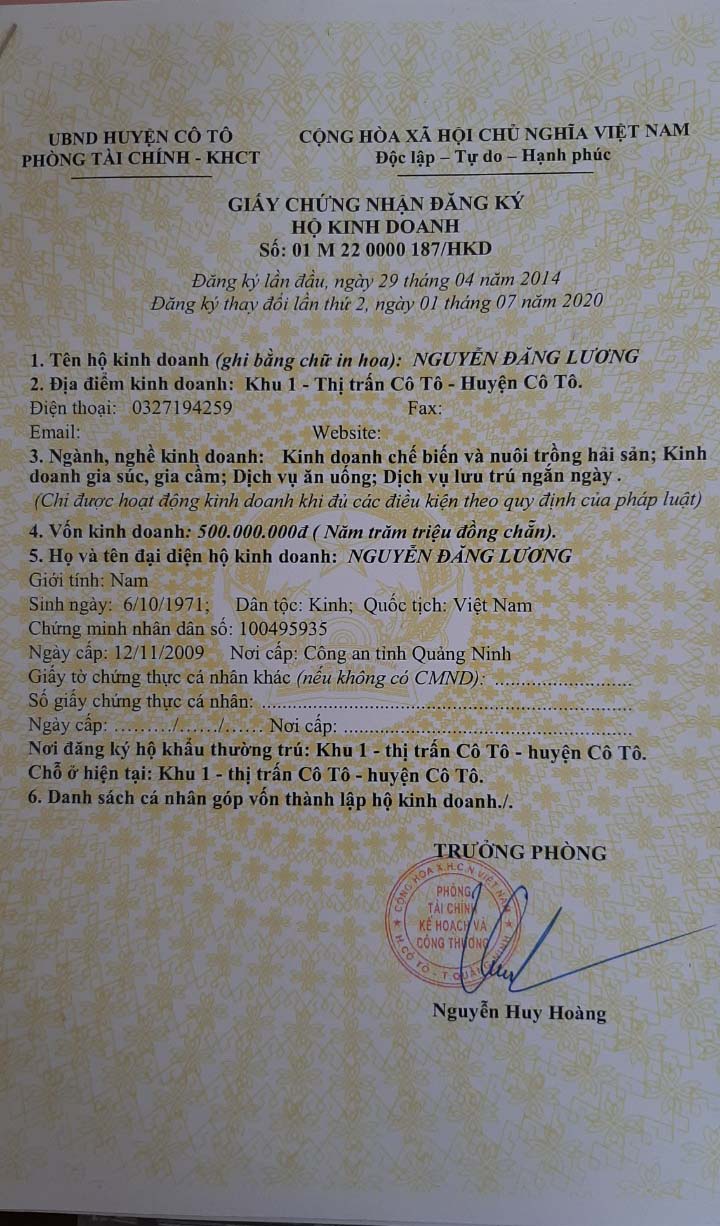 UBND HUYỆN CÔ TÔ
PHÒNG TÀI CHÍNH - KHCT
CỘNG HÒA XÃ HỘI CHỦ NGHĨA VIỆT NAM
Độc lập – Tự do – Hạnh phúc
GIẤY CHỨNG NHẬN ĐĂNG KÝ
HỘ KINH DOANH
Số: 01 M 22 0000 187/HKD
Đăng ký lần đầu, ngày 29 tháng 04 năm 2014
Đăng ký thay đổi lần thứ 2, ngày 01 tháng 07 năm 2020
1. Tên hộ kinh doanh (ghi bằng chữ in hoa): NGUYỄN ĐĂNG LƯƠNG
2. Địa điểm kinh doanh: Khu 1 - Thị trấn Cô Tô - Huyện Cô Tô.
Điện thoại: 0327194259 Fax:
Email: Website:
3. Ngành, nghề kinh doanh: Kinh doanh chế biến và nuôi trồng hải sản; Kinh
doanh gia súc, gia cầm; Dịch vụ ăn uống; Dịch vụ lưu trú ngắn ngày .
(Chỉ được hoạt động kinh doanh khi đủ các điều kiện theo quy định của pháp luật)
4. Vốn kinh doanh: 500.000.000đ ( Năm trăm triệu đồng chẵn).
5. Họ và tên đại diện hộ kinh doanh: NGUYỄN ĐĂNG LƯƠNG
Giới tính: Nam
Sinh ngày: 6/10/1971; Dân tộc: Kinh; Quốc tịch: Việt Nam
Chứng minh nhân dân số: 100495935
Ngày cấp: 12/11/2009 Nơi cấp: Công an tỉnh Quảng Ninh
Giấy tờ chứng thực cá nhân khác (nếu không có CMND): ........................
Số giấy chứng thực cá nhân: ................................................................
Ngày cấp: ………/……/…… Nơi cấp: ..................................................
Nơi đăng ký hộ khẩu thường trú: Khu 1 - thị trấn Cô Tô - huyện Cô Tô.
Chỗ ở hiện tại: Khu 1 - thị trấn Cô Tô - huyện Cô Tô.
6. Danh sách cá nhân góp vốn thành lập hộ kinh doanh./.
TRƯỞNG PHÒNG
CỘNG HÒA X.H.C.N VIỆT NAM
PHÒNG
TÀI CHÍNH
KẾ HOẠCH VÀ
CÔNG THƯƠNG
H.CÔ TÔ - T QUẢNG NINH
Nguyễn Huy Hoàng